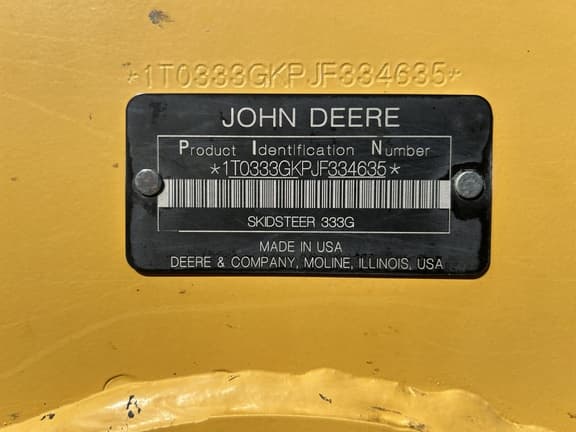 *1T0333GKPJF334635*
JOHN DEERE
Product Identification Number
*1T0333GKPJF334635*
SKIDSTEER 333G
MADE IN USA
DEERE & COMPANY, MOLINE, ILLINOIS, USA